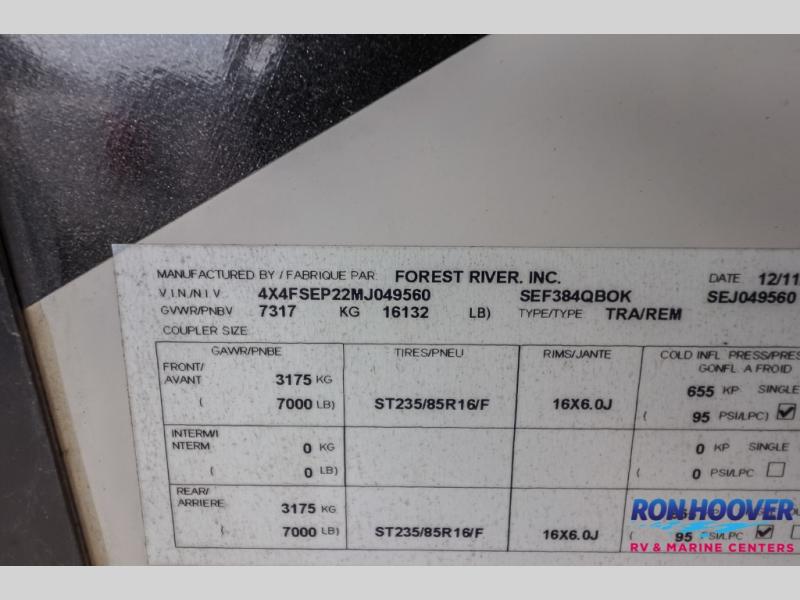 MANUFACTURED BY / FABRIQUE PAR FOREST RIVER. INC. DATE 12/11
V.I.N./N.I.V 4X4FSEP22MJ049560 SEF384QBOK SEJ049560
GVWR/PNBV 7317 KG 16132 LB) TYPE/TYPE TRA/REM
COUPLER SIZE
GAWR/PNBE TIRES/PNEU RIMS/JANTE COLD INFL PRESS/PRES
GONFL A FROID
FRONT/
AVANT 3175 KG 655 KP SINGLE
( 7000 LB) ST235/85R16/F 16X6.0J ( 95 PSI/LPC)
INTERM/I
NTERM 0 KG 0 KP SINGLE
( 0 LB) ( 0 PSI/LPC
REAR/
ARRIERE 3175 KG
( 7000 LB) ST235/85R16/F 16X6.0J ( 95 PSI/LPC
RON HOOVER
RV & MARINE CENTERS